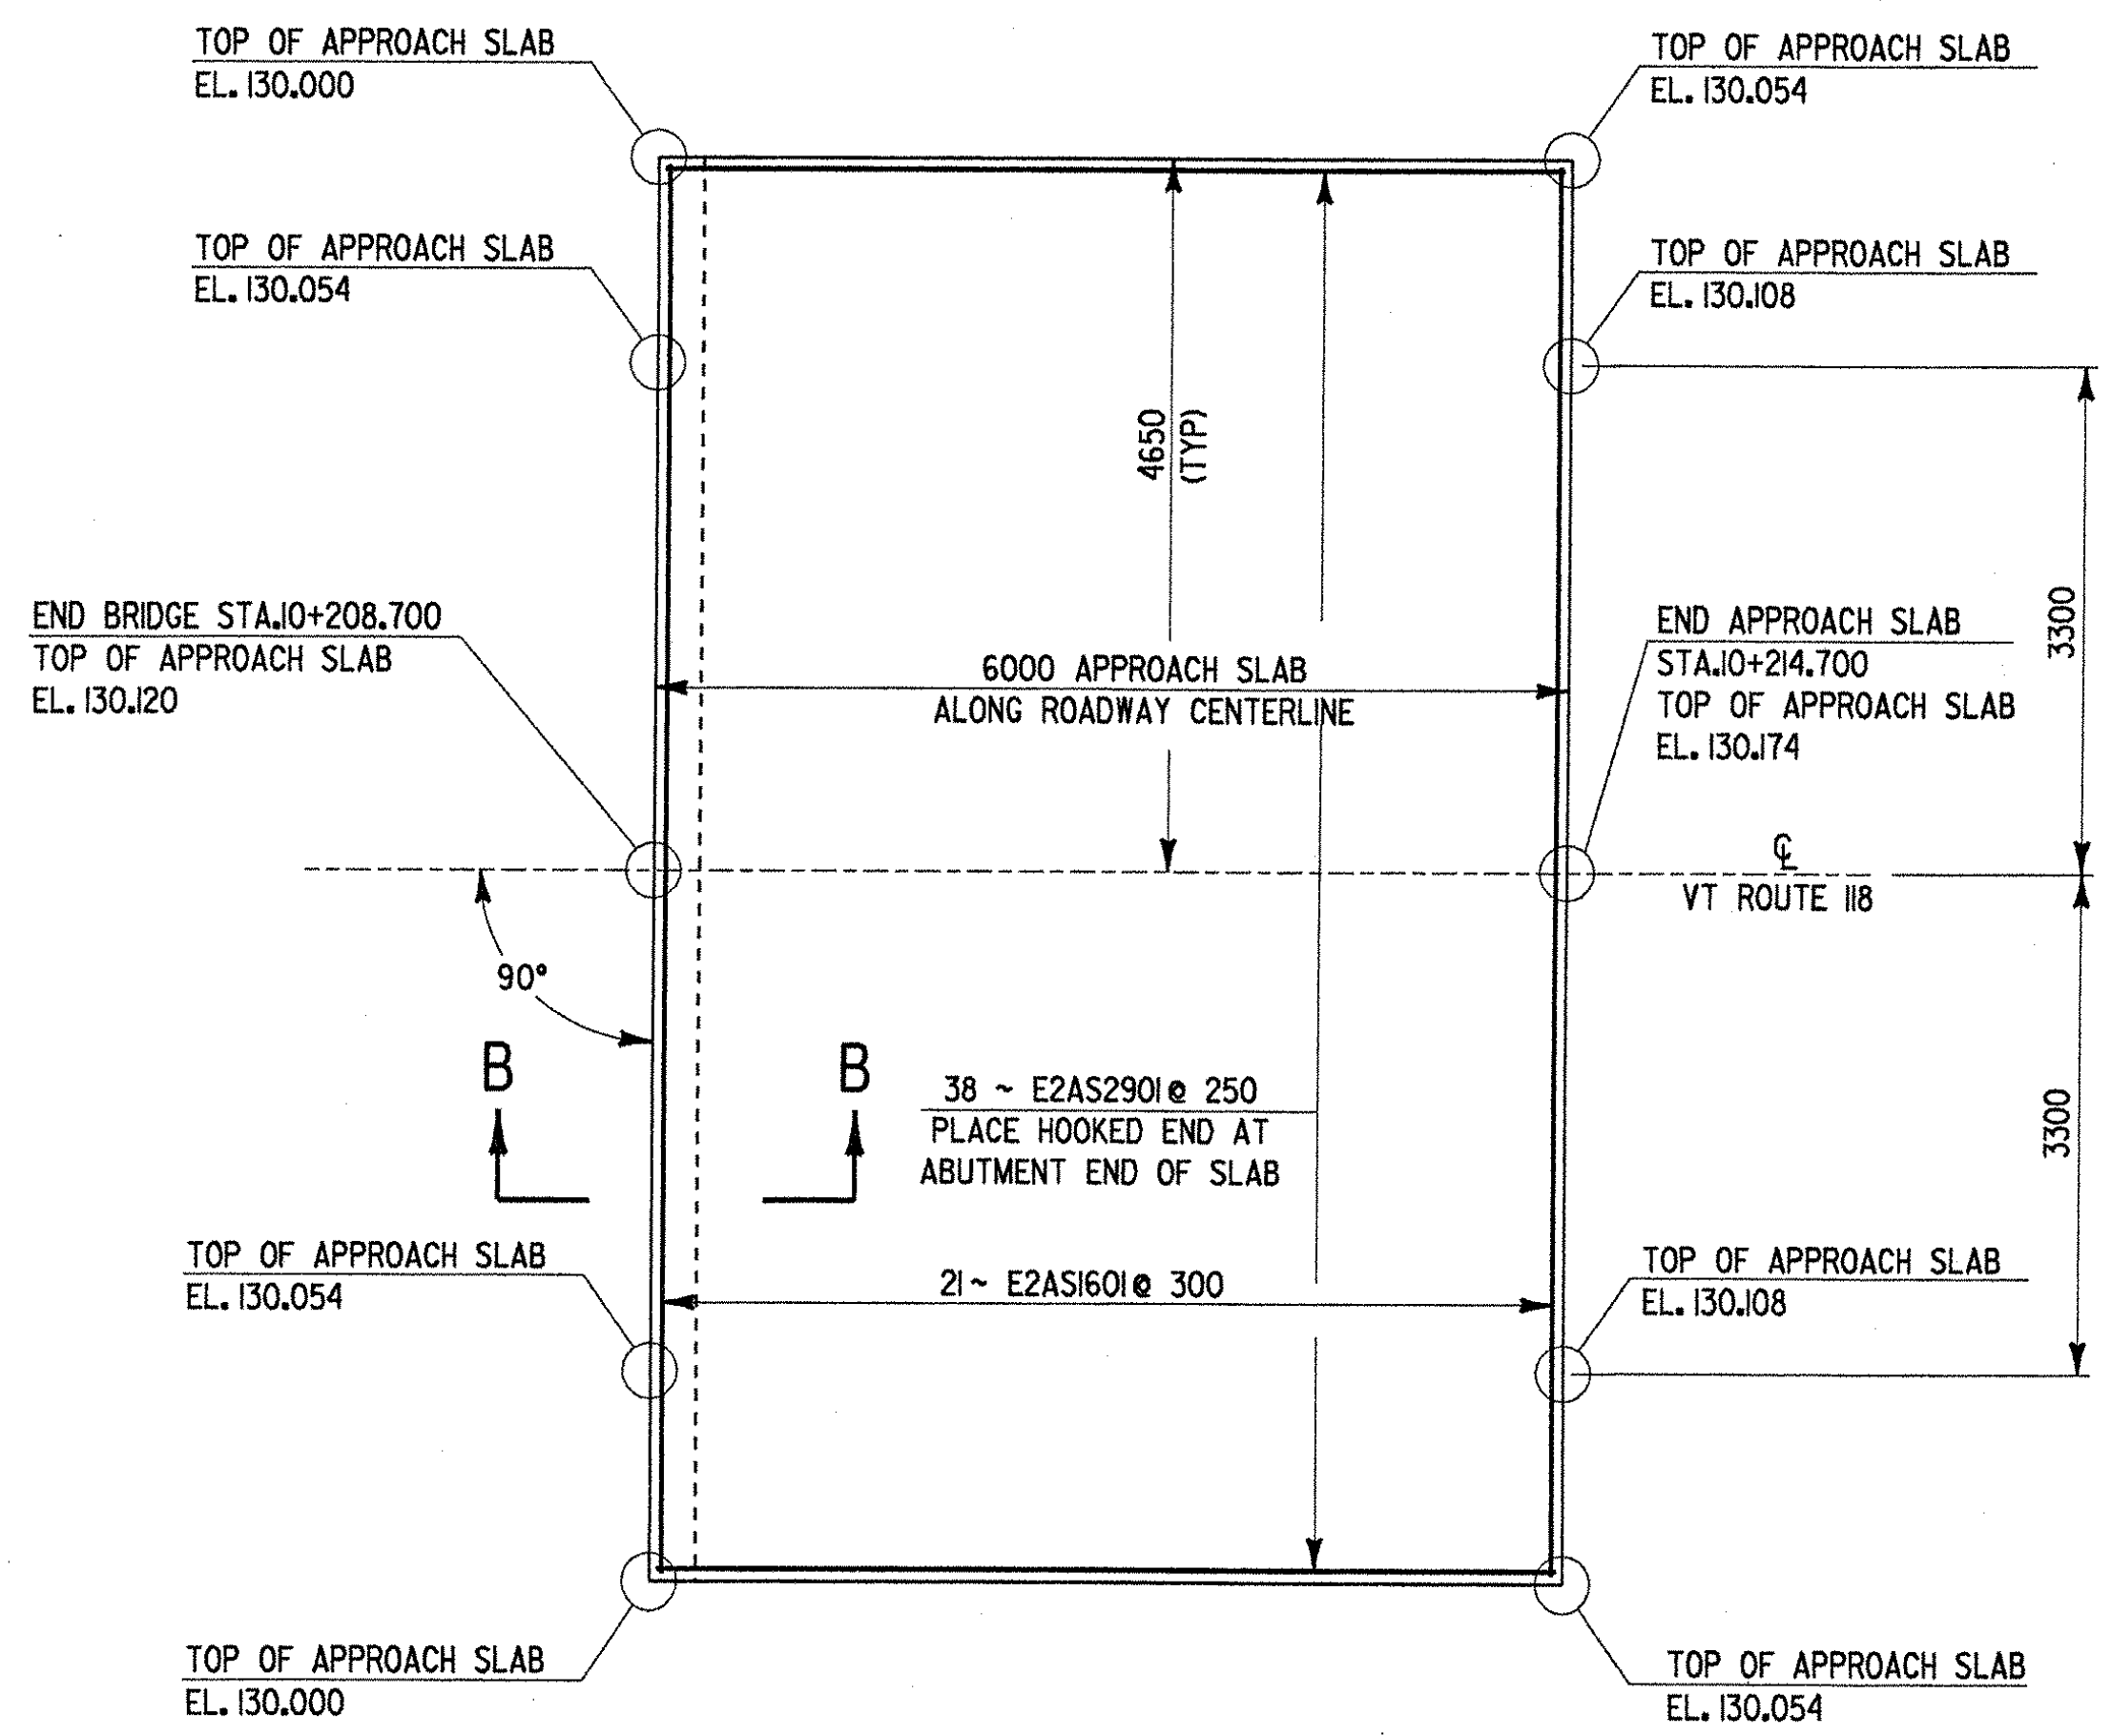 TOP OF APPROACH SLAB
EL. 130.000
TOP OF APPROACH SLAB
EL. 130.054
TOP OF APPROACH SLAB
EL. 130.054
TOP OF APPROACH SLAB
EL. 130.108
4650
(TYP)
END BRIDGE STA.10+208.700
TOP OF APPROACH SLAB
EL. 130.120
6000 APPROACH SLAB
ALONG ROADWAY CENTERLINE
END APPROACH SLAB
STA.10+214.700
TOP OF APPROACH SLAB
EL. 130.174
3300
℄
VT ROUTE 118
90°
B
B
38 ~ E2AS2901 @ 250
PLACE HOOKED END AT
ABUTMENT END OF SLAB
3300
TOP OF APPROACH SLAB
EL. 130.054
21 ~ E2AS1601 @ 300
TOP OF APPROACH SLAB
EL. 130.108
TOP OF APPROACH SLAB
EL. 130.000
TOP OF APPROACH SLAB
EL. 130.054